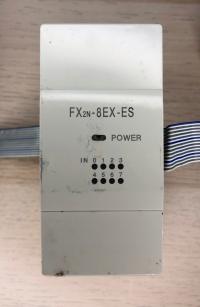 FX2N-8EX-ES
POWER
IN 0 1 2 3
4 5 6 7